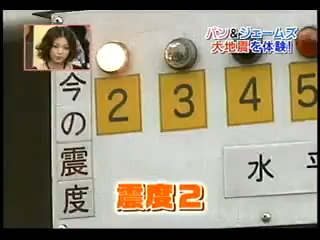 パン&ジェームズ
大地震を体験!
今の震度
2 3 4 5
水平
震度2